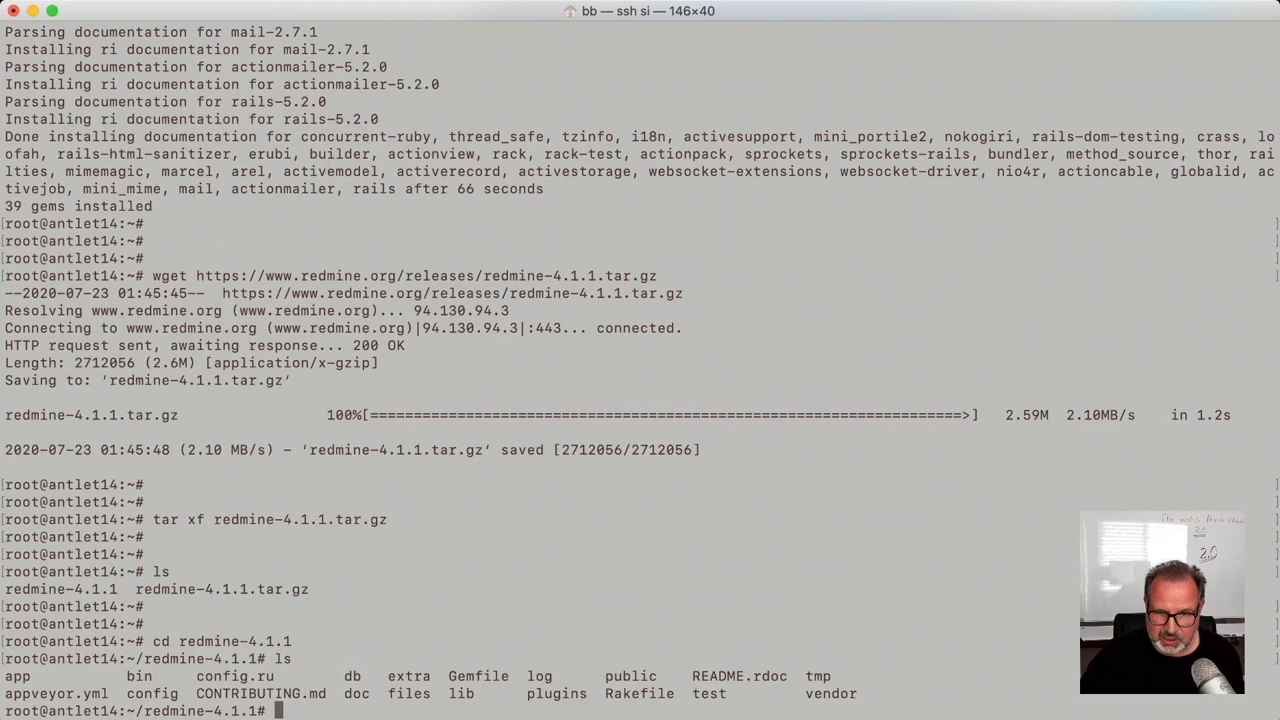 bb — ssh si — 146×40
Parsing documentation for mail-2.7.1
Installing ri documentation for mail-2.7.1
Parsing documentation for actionmailer-5.2.0
Installing ri documentation for actionmailer-5.2.0
Parsing documentation for rails-5.2.0
Installing ri documentation for rails-5.2.0
Done installing documentation for concurrent-ruby, thread_safe, tzinfo, i18n, activesupport, mini_portile2, nokogiri, rails-dom-testing, crass, lo
ofah, rails-html-sanitizer, erubi, builder, actionview, rack, rack-test, actionpack, sprockets, sprockets-rails, bundler, method_source, thor, rai
lties, mimemagic, marcel, arel, activemodel, activerecord, activestorage, websocket-extensions, websocket-driver, nio4r, actioncable, globalid, ac
tivejob, mini_mime, mail, actionmailer, rails after 66 seconds
39 gems installed
[root@antlet14:~# ]
[root@antlet14:~# ]
[root@antlet14:~# ]
[root@antlet14:~# wget https://www.redmine.org/releases/redmine-4.1.1.tar.gz ]
--2020-07-23 01:45:45--  https://www.redmine.org/releases/redmine-4.1.1.tar.gz
Resolving www.redmine.org (www.redmine.org)... 94.130.94.3
Connecting to www.redmine.org (www.redmine.org)|94.130.94.3|:443... connected.
HTTP request sent, awaiting response... 200 OK
Length: 2712056 (2.6M) [application/x-gzip]
Saving to: ‘redmine-4.1.1.tar.gz’
redmine-4.1.1.tar.gz 100%[====================================================================>] 2.59M 2.10MB/s in 1.2s
2020-07-23 01:45:48 (2.10 MB/s) - ‘redmine-4.1.1.tar.gz’ saved [2712056/2712056]
[root@antlet14:~# ]
[root@antlet14:~# ]
[root@antlet14:~# tar xf redmine-4.1.1.tar.gz
[root@antlet14:~#
[root@antlet14:~#
[root@antlet14:~# ls
redmine-4.1.1  redmine-4.1.1.tar.gz
[root@antlet14:~#
[root@antlet14:~#
[root@antlet14:~# cd redmine-4.1.1
[root@antlet14:~/redmine-4.1.1# ls ]
app bin config.ru db extra Gemfile log public README.rdoc tmp
appveyor.yml config CONTRIBUTING.md doc files lib plugins Rakefile test vendor
root@antlet14:~/redmine-4.1.1#
2.0
2.0